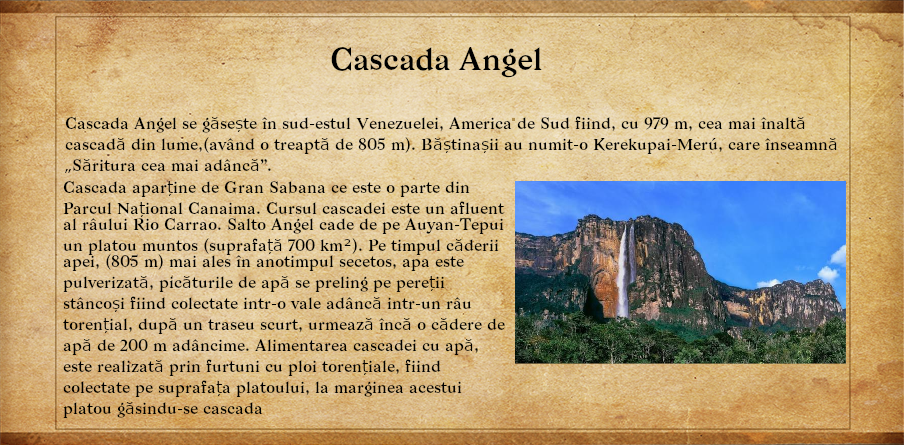 Cascada Angel
Cascada Angel se găsește în sud-estul Venezuelei, America de Sud fiind, cu 979 m, cea mai înaltă
cascadă din lume,(având o treaptă de 805 m). Băștinașii au numit-o Kerekupai-Merú, care înseamnă
„Săritura cea mai adâncă”.
Cascada aparține de Gran Sabana ce este o parte din
Parcul Național Canaima. Cursul cascadei este un afluent
al râului Rio Carrao. Salto Angel cade de pe Auyan-Tepui
un platou muntos (suprafață 700 km²). Pe timpul căderii
apei, (805 m) mai ales în anotimpul secetos, apa este
pulverizată, picăturile de apă se preling pe pereții
stâncoși fiind colectate intr-o vale adâncă intr-un râu
torențial, după un traseu scurt, urmează încă o cădere de
apă de 200 m adâncime. Alimentarea cascadei cu apă,
este realizată prin furtuni cu ploi torențiale, fiind
colectate pe suprafața platoului, la marginea acestui
platou găsindu-se cascada